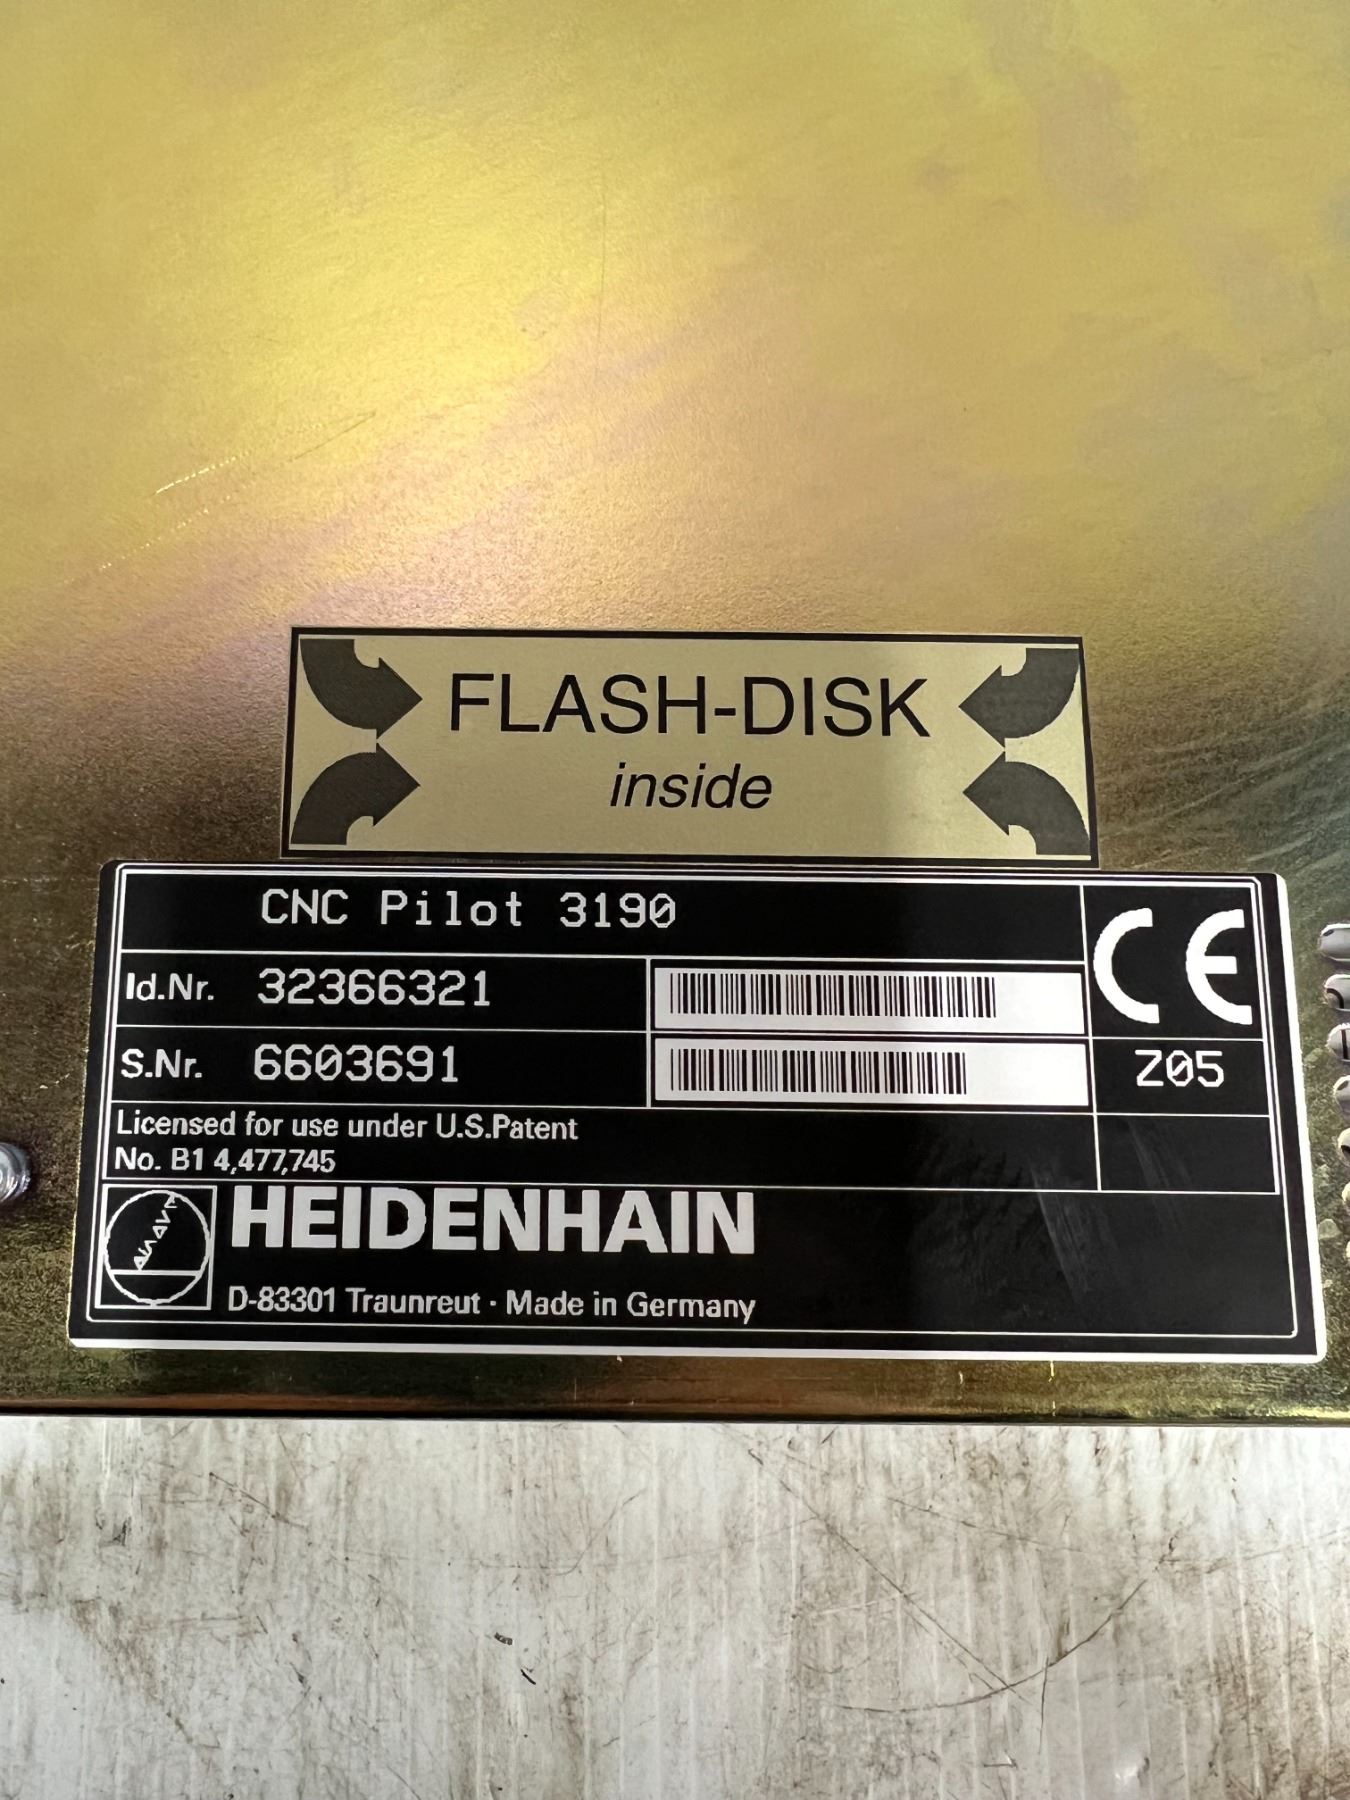 FLASH-DISK
inside
CNC Pilot 3190
CE
Id.Nr. 32366321
S.Nr. 6603691
Z05
Licensed for use under U.S.Patent
No. B1 4,477,745
HEIDENHAIN
D-83301 Traunreut · Made in Germany